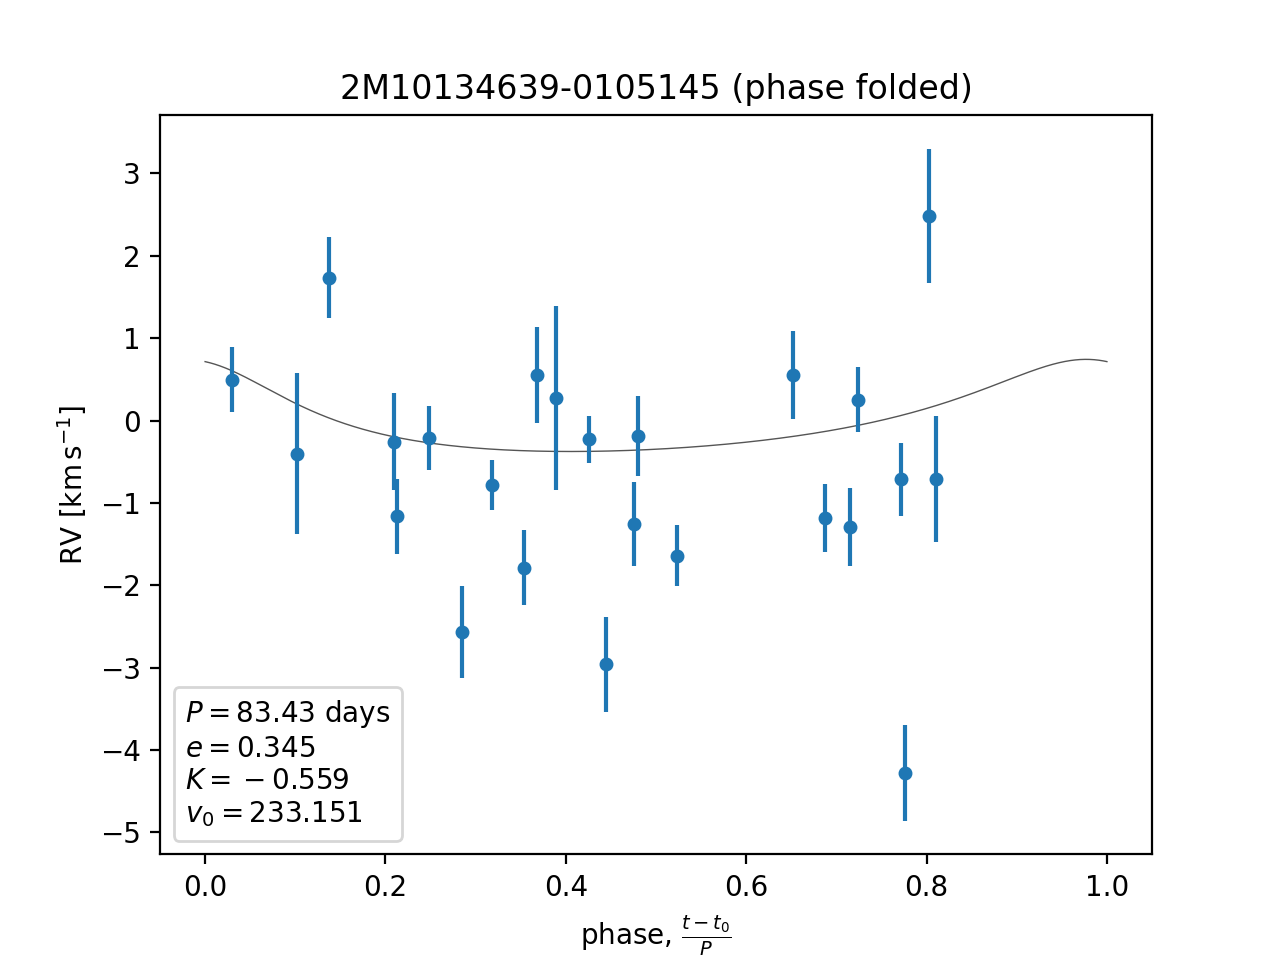 2M10134639-0105145 (phase folded)
RV [km s⁻¹]
3
2
1
0
−1
−2
−3
−4
−5
P = 83.43 days
e = 0.345
K = −0.559
v₀ = 233.151
0.0 0.2 0.4 0.6 0.8 1.0
phase, (t − t₀)/P